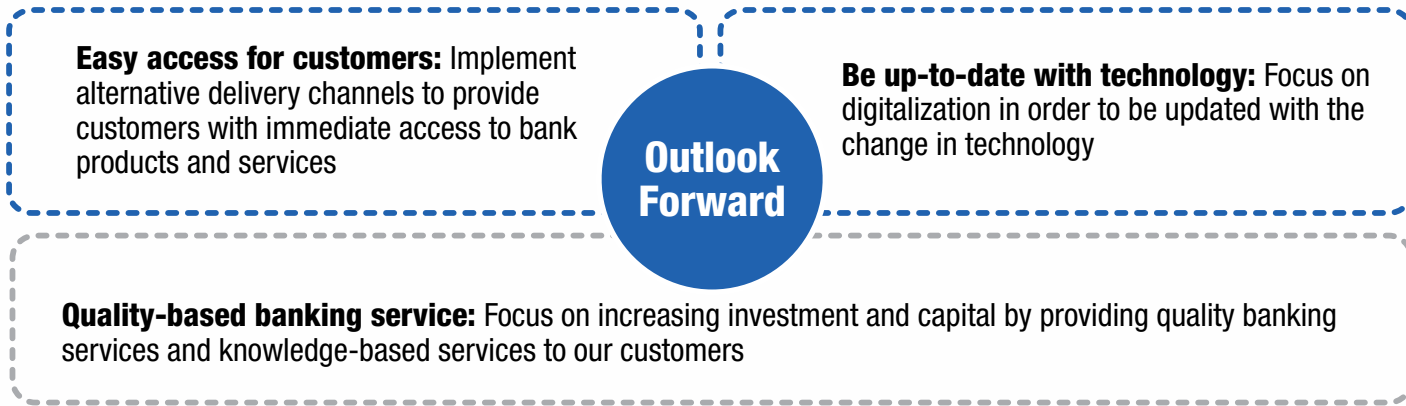 Easy access for customers: Implement
alternative delivery channels to provide
customers with immediate access to bank
products and services
Outlook
Forward
Be up-to-date with technology: Focus on
digitalization in order to be updated with the
change in technology
Quality-based banking service: Focus on increasing investment and capital by providing quality banking
services and knowledge-based services to our customers